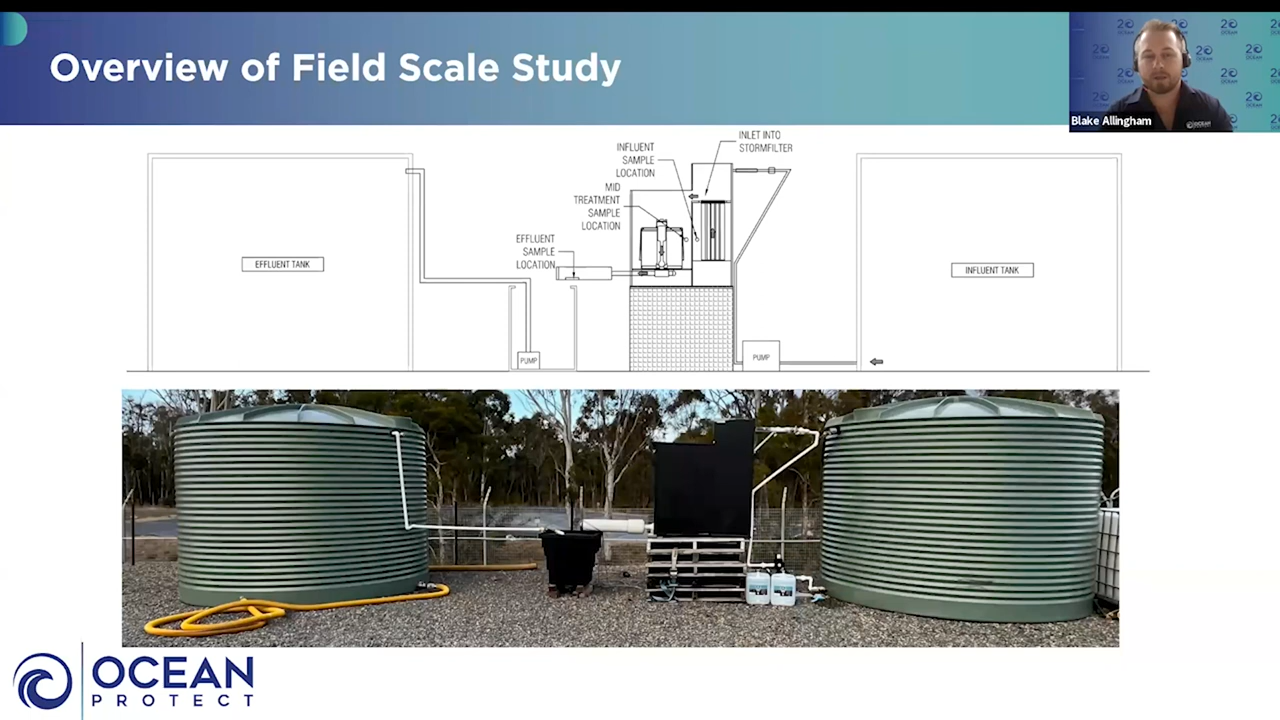 Overview of Field Scale Study
Blake Allingham
INLET INTO
STORMFILTER
INFLUENT
SAMPLE
LOCATION
MID
TREATMENT
SAMPLE
LOCATION
EFFLUENT
SAMPLE
LOCATION
EFFLUENT TANK
INFLUENT TANK
PUMP
PUMP
OCEAN
PROTECT